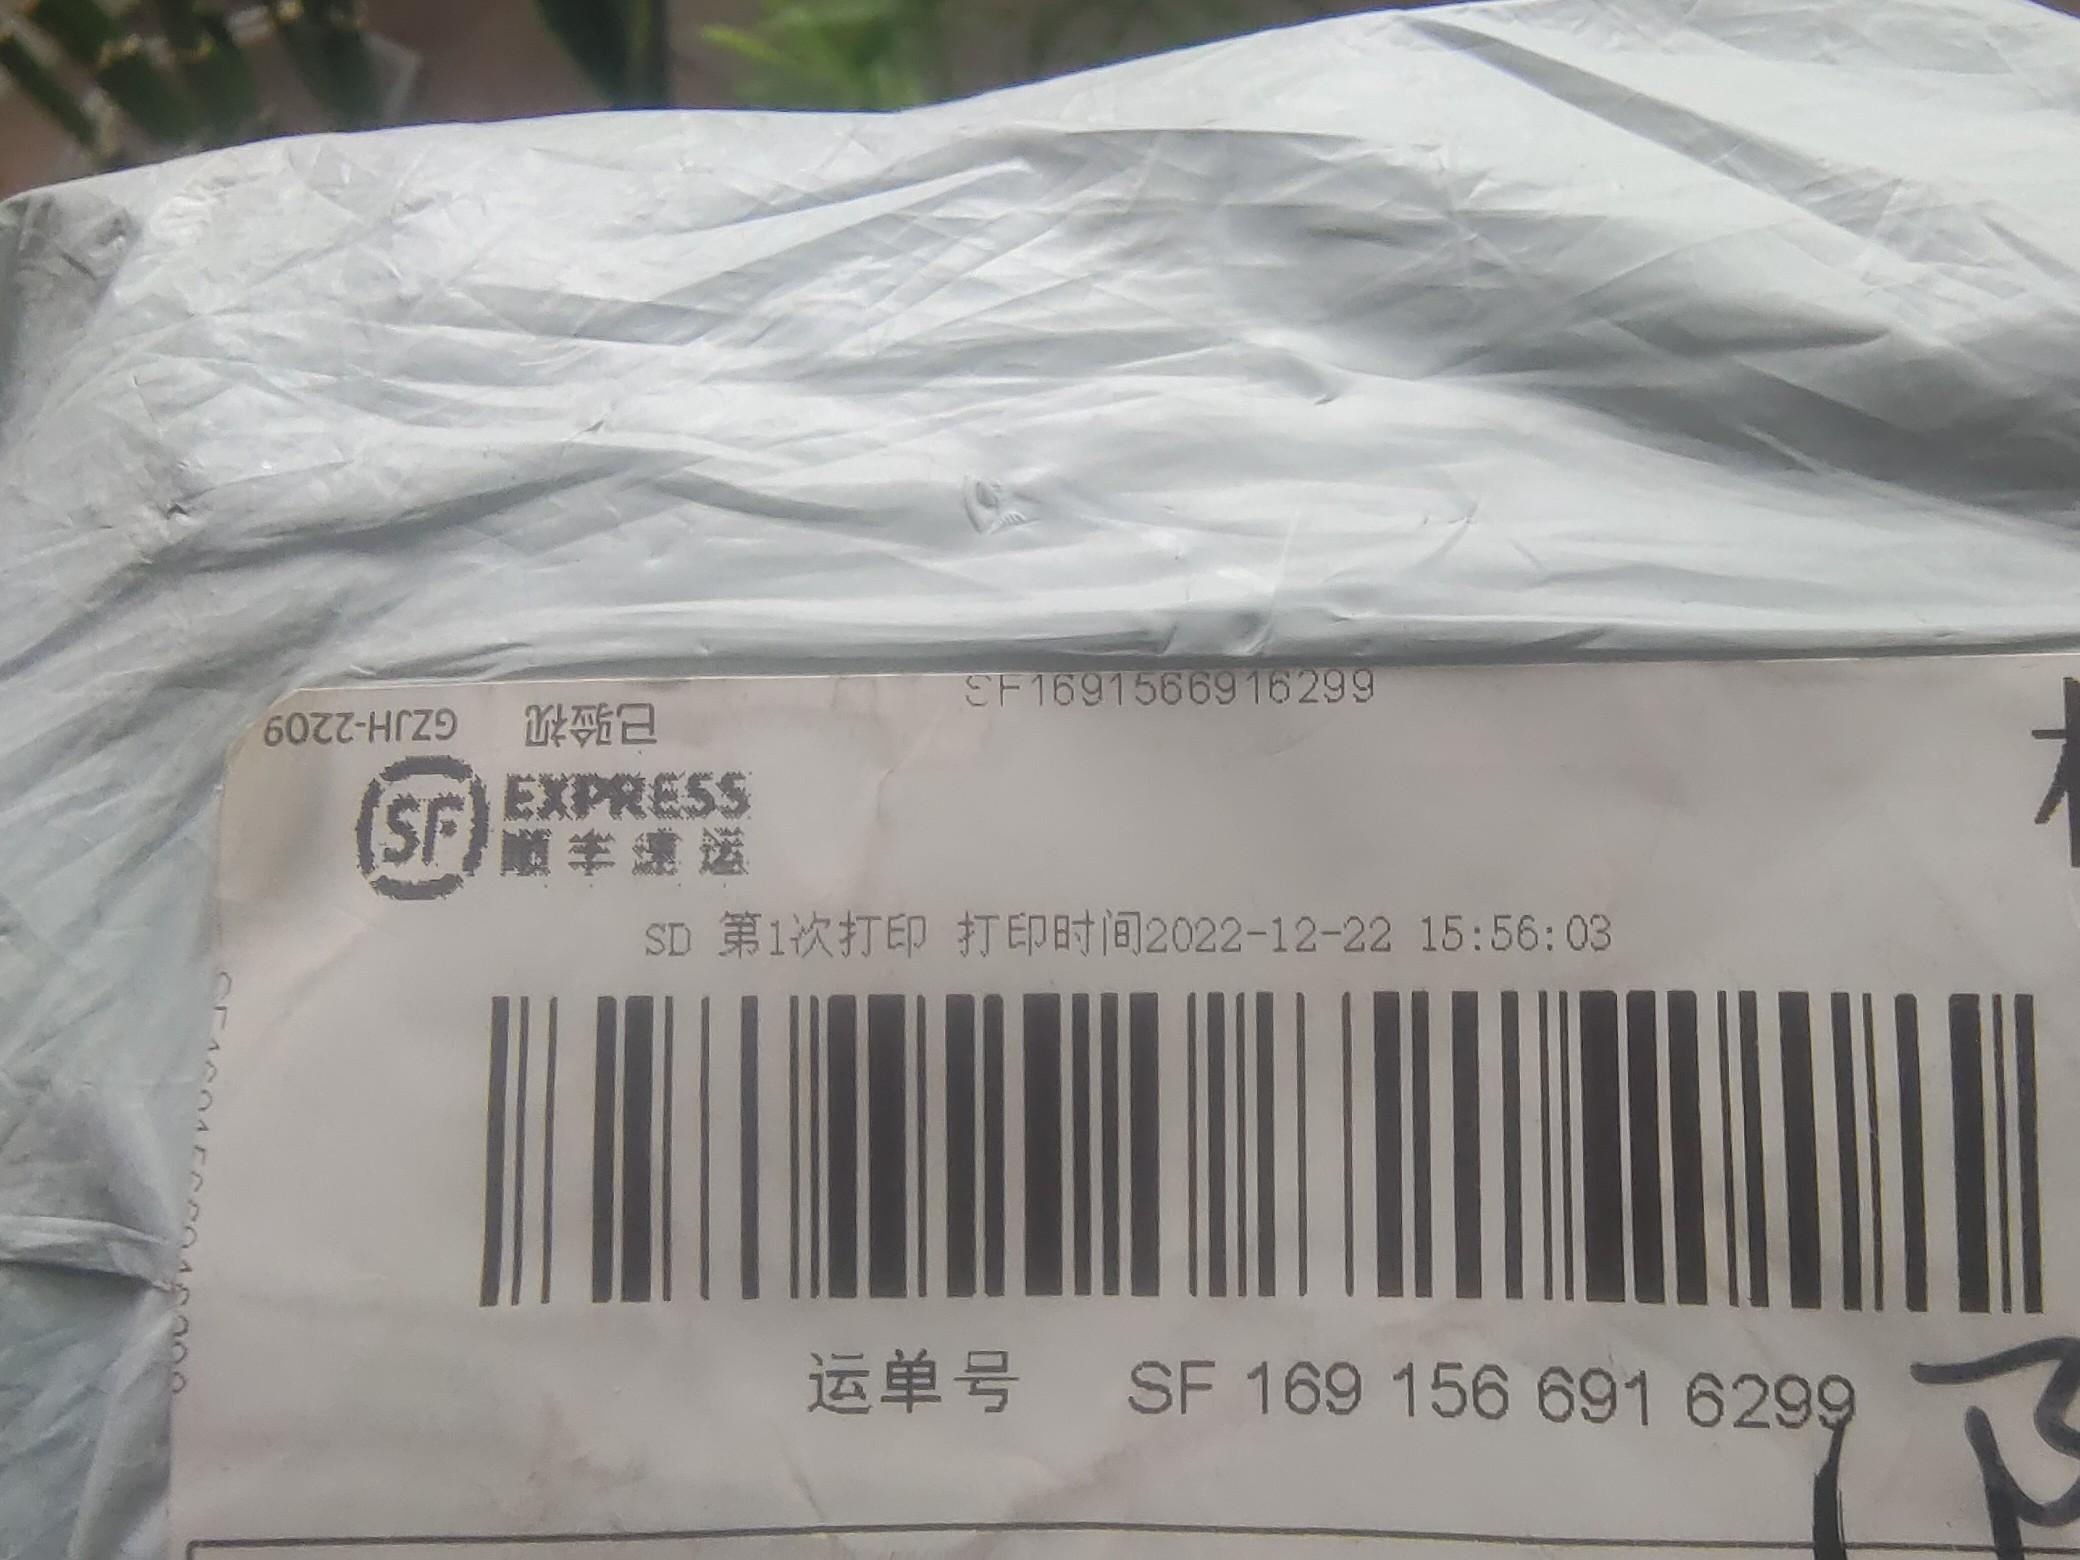 SF1691566916299
已验视 GZJH-2209
SF EXPRESS
顺丰速运
SD 第1次打印 打印时间2022-12-22 15:56:03
运单号 SF 169 156 691 6299